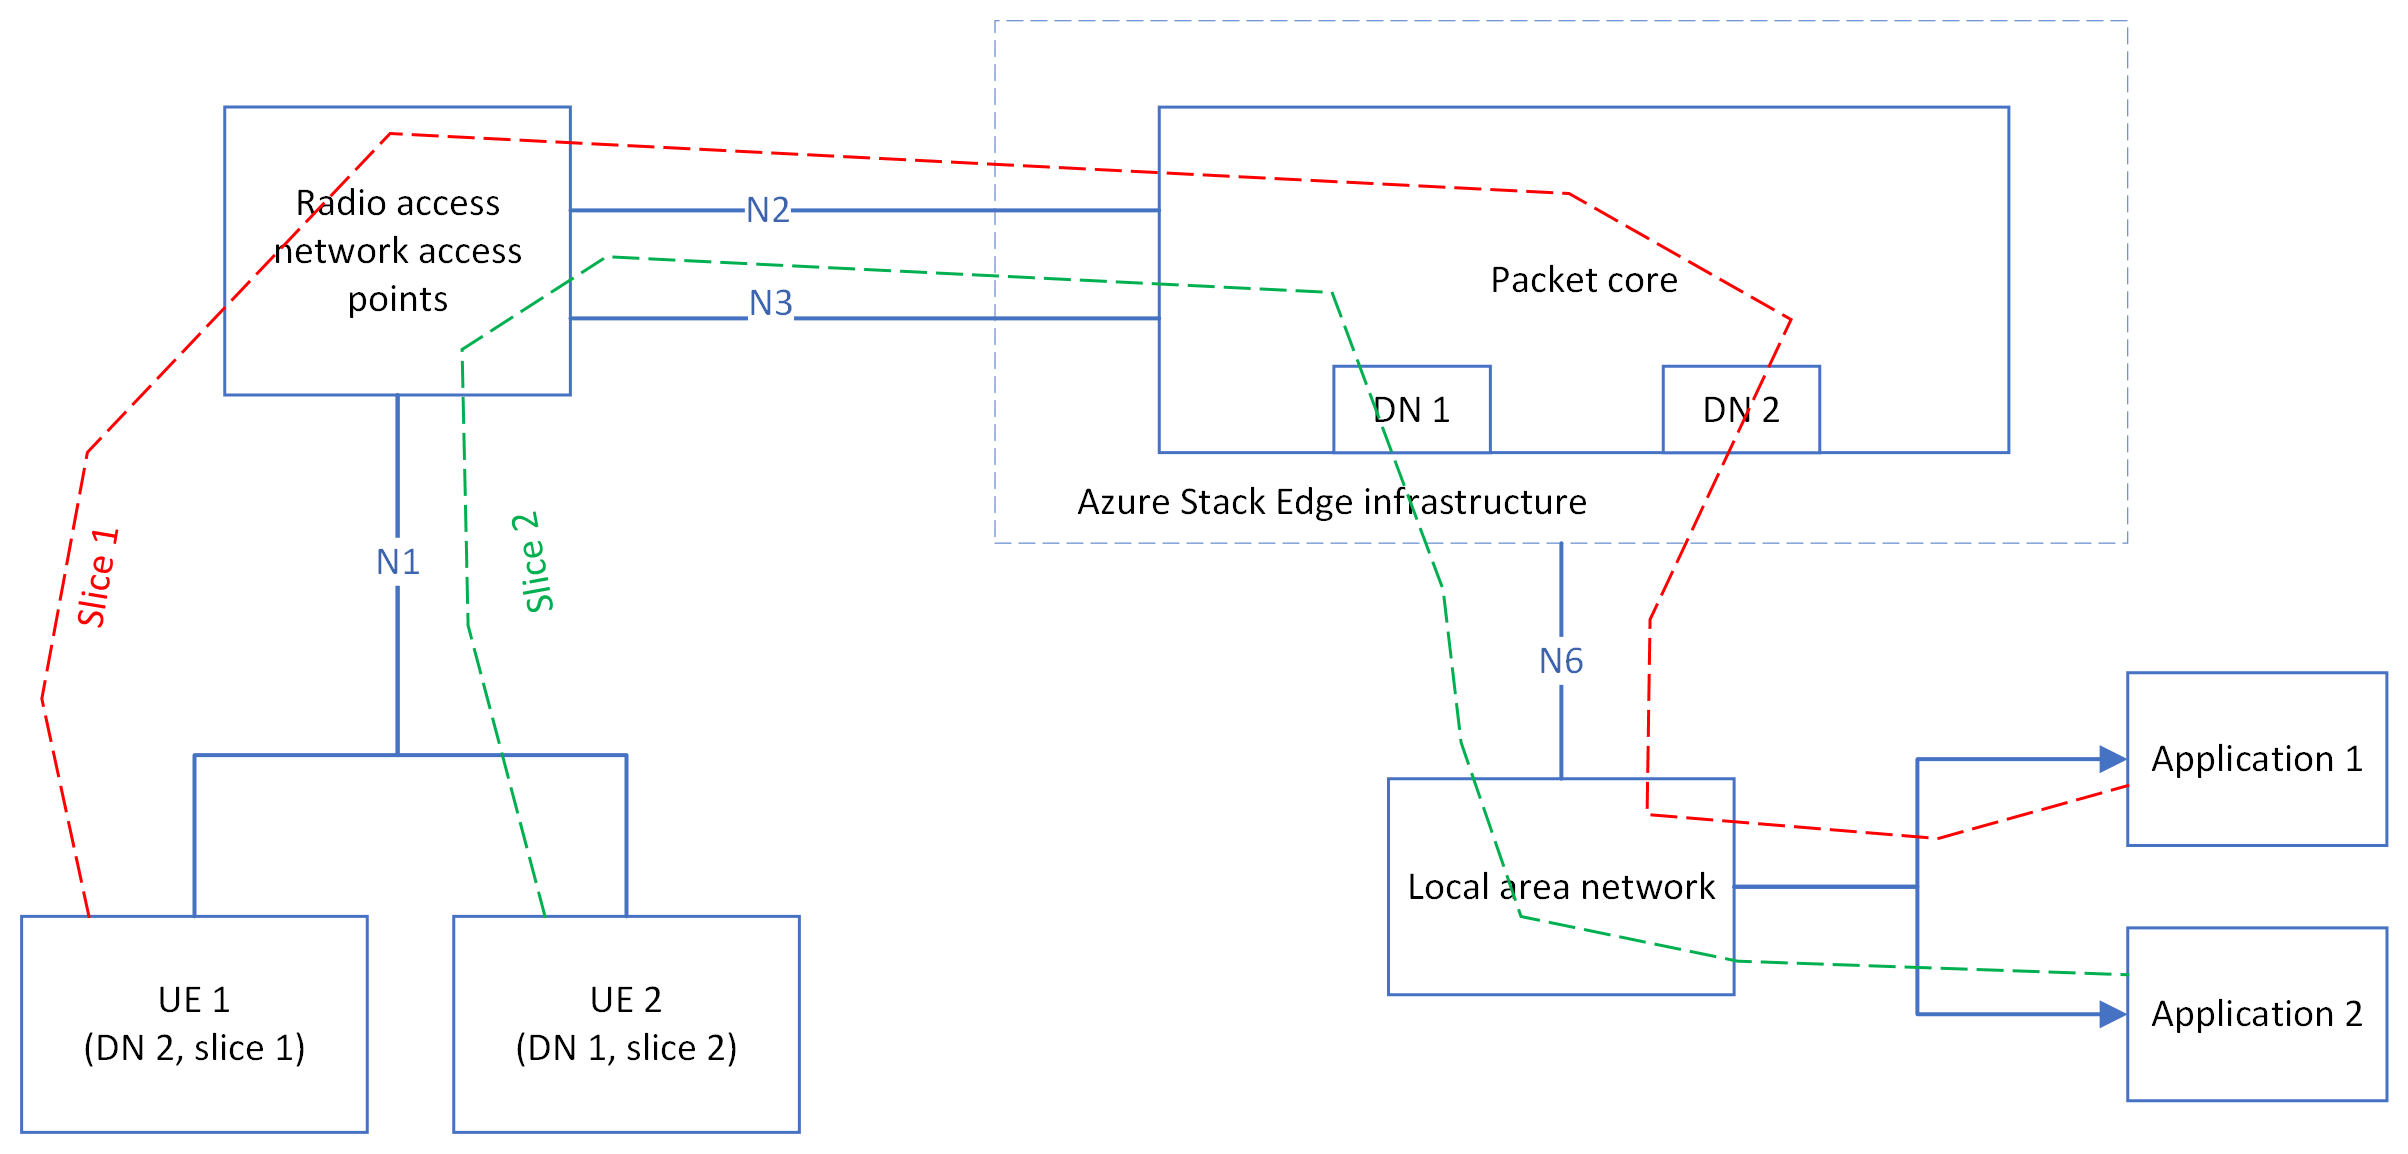 Radio access
network access
points
N2
N3
Packet core
DN 1
DN 2
Azure Stack Edge infrastructure
Slice 1
N1
Slice 2
N6
Application 1
Local area network
UE 1
(DN 2, slice 1)
UE 2
(DN 1, slice 2)
Application 2